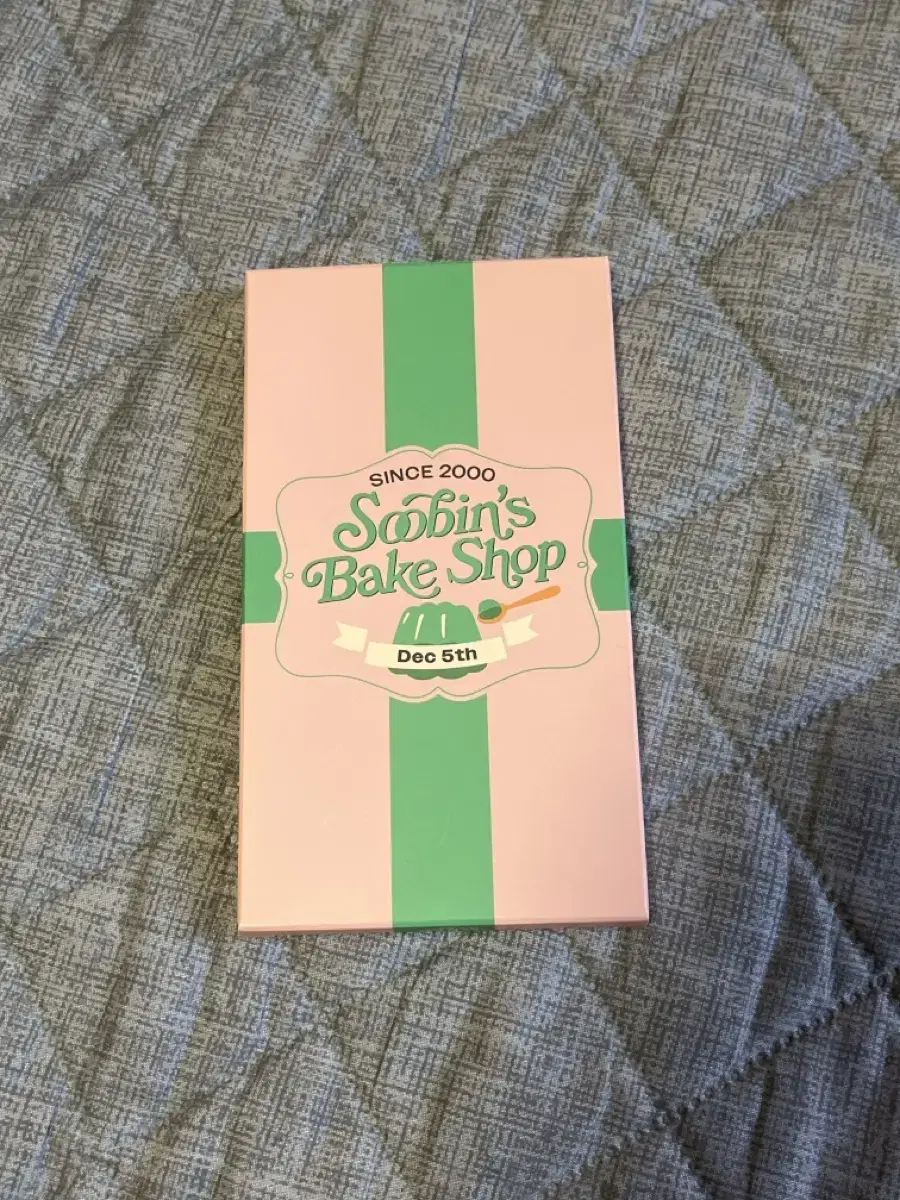 SINCE 2000
Soobin's
Bake Shop
Dec 5th